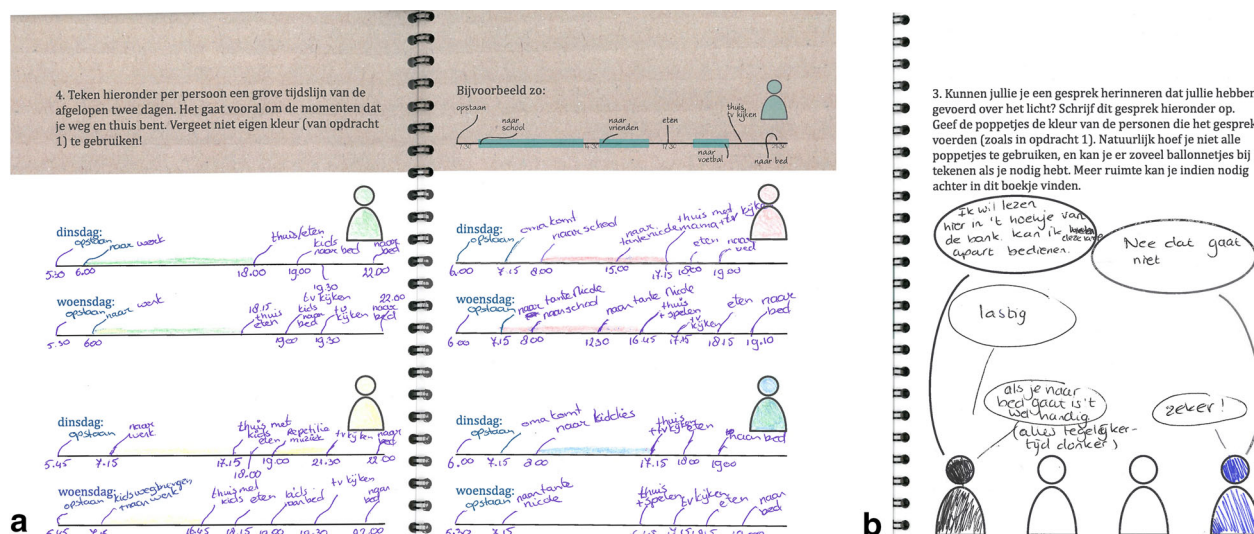 4. Teken hieronder per persoon een grove tijdslijn van de
afgelopen twee dagen. Het gaat vooral om de momenten dat
je weg en thuis bent. Vergeet niet eigen kleur (van opdracht
1) te gebruiken!
Bijvoorbeeld zo:
opstaan
naar school
naar vrienden
eten
naar voetbal
thuis, tv kijken
naar bed
dinsdag:
opstaan naar werk thuis/eten kids naar bed naar bed
5.30 6.00 18.00 19.00 19.30 22.00
woensdag:
opstaan naar werk 18.15 thuis eten kids naar bed tv kijken tv kijken 22.00 naar bed
5.30 600 1900 19.30
dinsdag:
opstaan oma komt naar school naar tante nicole thuis met mama + tv kijken eten naar bed
6.00 7.15 8.00 15.00 17.15 18.00 19.00
woensdag:
opstaan naar tante Nicole naar school naar tante Nicole thuis + spelen tv kijken eten naar bed
6.00 7.15 8.00 1230 16.45 17.15 18.15 19.10
dinsdag:
opstaan naar werk thuis met kids eten Repetitie muziek tv kijken naar bed
5.45 7.15 17.15 18.00 19.00 21.30 22.00
woensdag:
opstaan kids wegbrengen + naar werk thuis met kids eten kids aan bed tv kijken naar bed
5.45 16.45 18.15 19.00 19.30 22.00
dinsdag:
opstaan oma komt naar kiddies thuis + tv kijken eten naar bed
6.00 7.15 8.00 17.15 18.00 19.00
woensdag:
opstaan naar tante nicole thuis + spelen tv kijken eten naar bed
a
3. Kunnen jullie je een gesprek herinneren dat jullie hebben
gevoerd over het licht? Schrijf dit gesprek hieronder op.
Geef de poppetjes de kleur van de personen die het gesprek
voerden (zoals in opdracht 1). Natuurlijk hoef je niet alle
poppetjes te gebruiken, en kan je er zoveel ballonnetjes bij
tekenen als je nodig hebt. Meer ruimte kan je indien nodig
achter in dit boekje vinden.
Ik wil lezen
hier in 't hoekje van
de bank. kan ik deze lamp
apart bedienen.
Nee dat gaat
niet
lastig
als je naar
bed gaat is 't
wel handig
(alles tegelijker-
tijd donker)
zeker!
b